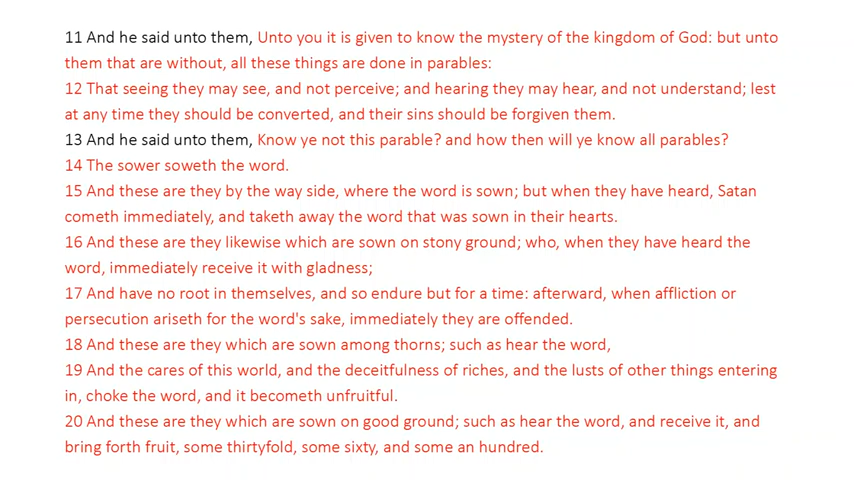 11 And he said unto them, Unto you it is given to know the mystery of the kingdom of God: but unto
them that are without, all these things are done in parables:
12 That seeing they may see, and not perceive; and hearing they may hear, and not understand; lest
at any time they should be converted, and their sins should be forgiven them.
13 And he said unto them, Know ye not this parable? and how then will ye know all parables?
14 The sower soweth the word.
15 And these are they by the way side, where the word is sown; but when they have heard, Satan
cometh immediately, and taketh away the word that was sown in their hearts.
16 And these are they likewise which are sown on stony ground; who, when they have heard the
word, immediately receive it with gladness;
17 And have no root in themselves, and so endure but for a time: afterward, when affliction or
persecution ariseth for the word's sake, immediately they are offended.
18 And these are they which are sown among thorns; such as hear the word,
19 And the cares of this world, and the deceitfulness of riches, and the lusts of other things entering
in, choke the word, and it becometh unfruitful.
20 And these are they which are sown on good ground; such as hear the word, and receive it, and
bring forth fruit, some thirtyfold, some sixty, and some an hundred.